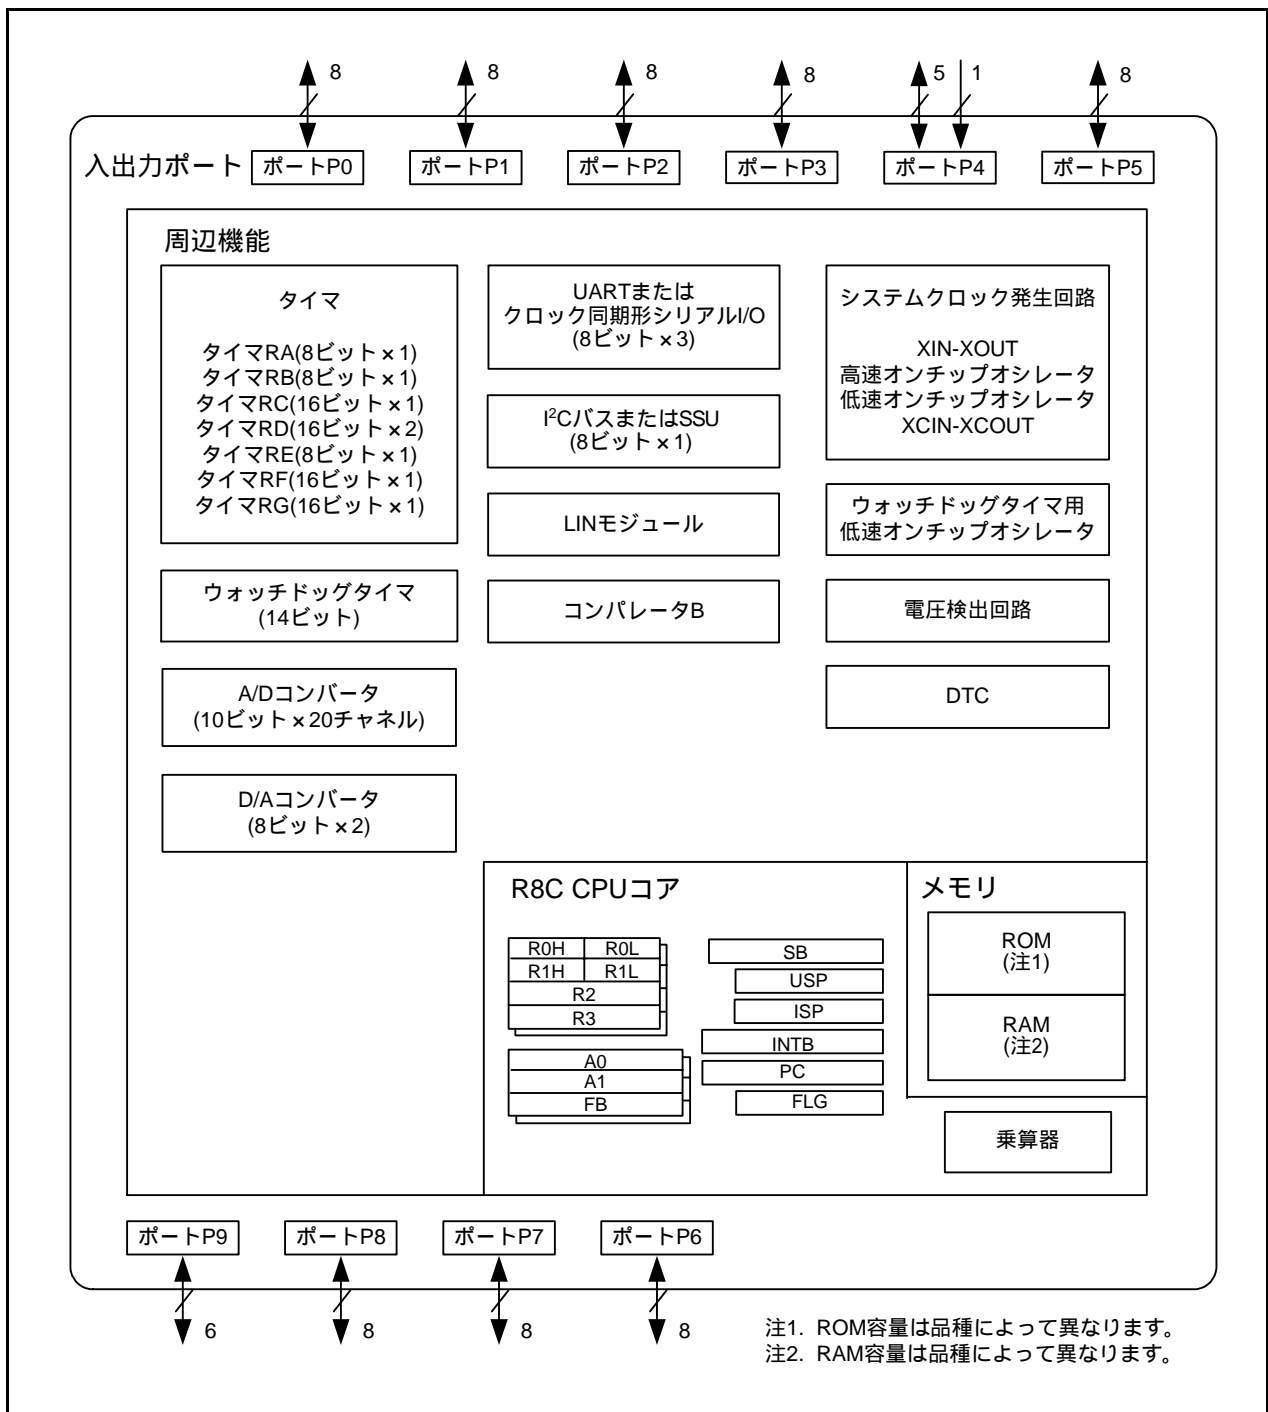 8
8
8
8
5
1
8
入出力ポート
ポートP0
ポートP1
ポートP2
ポートP3
ポートP4
ポートP5
周辺機能
タイマ
タイマRA(8ビット×1)
タイマRB(8ビット×1)
タイマRC(16ビット×1)
タイマRD(16ビット×2)
タイマRE(8ビット×1)
タイマRF(16ビット×1)
タイマRG(16ビット×1)
ウォッチドッグタイマ
(14ビット)
A/Dコンバータ
(10ビット×20チャネル)
D/Aコンバータ
(8ビット×2)
UARTまたは
クロック同期形シリアルI/O
(8ビット×3)
I²CバスまたはSSU
(8ビット×1)
LINモジュール
コンパレータB
システムクロック発生回路
XIN-XOUT
高速オンチップオシレータ
低速オンチップオシレータ
XCIN-XCOUT
ウォッチドッグタイマ用
低速オンチップオシレータ
電圧検出回路
DTC
R8C CPUコア
R0H
R0L
R1H
R1L
R2
R3
A0
A1
FB
SB
USP
ISP
INTB
PC
FLG
メモリ
ROM
(注1)
RAM
(注2)
乗算器
ポートP9
ポートP8
ポートP7
ポートP6
6
8
8
8
注1. ROM容量は品種によって異なります。
注2. RAM容量は品種によって異なります。